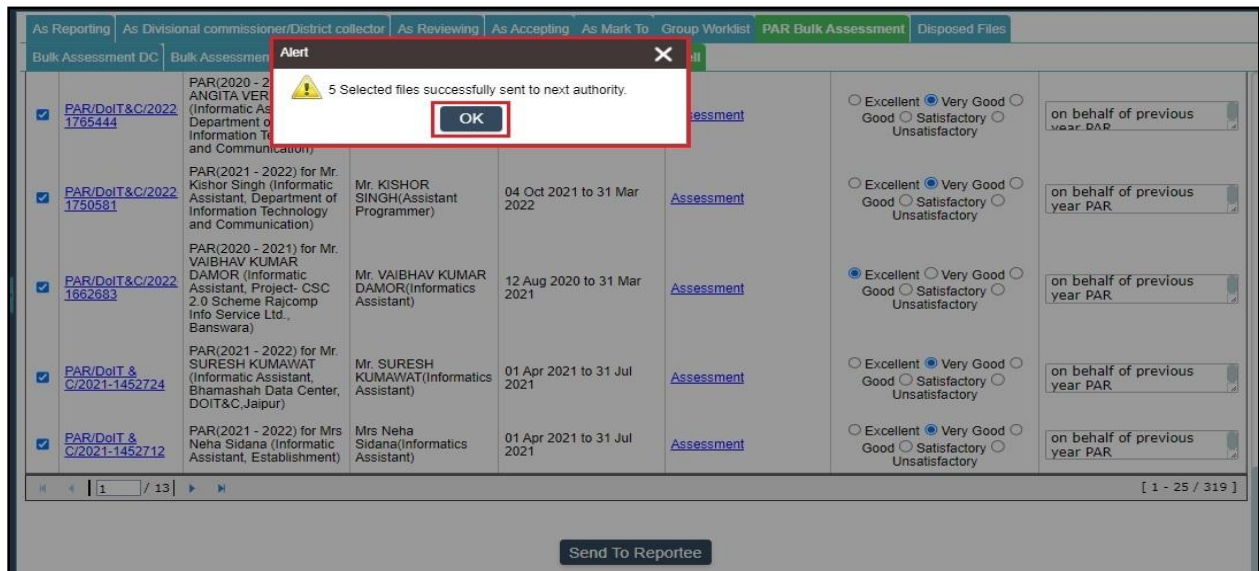 As Reporting As Divisional commissioner/District collector As Reviewing As Accepting As Mark To Group Worklist PAR Bulk Assessment Disposed Files
Bulk Assessment DC Bulk Assessment
Alert
5 Selected files successfully sent to next authority.
OK
PAR/DoIT&C/2022
1765444
PAR(2020 - 2
ANGITA VER
(Informatic As
Department o
Information Te
and Communication)
Excellent Very Good
Good Satisfactory
Unsatisfactory
on behalf of previous
year PAR
PAR/DoIT&C/2022
1750581
PAR(2021 - 2022) for Mr.
Kishor Singh (Informatic
Assistant, Department of
Information Technology
and Communication)
Mr. KISHOR
SINGH(Assistant
Programmer)
04 Oct 2021 to 31 Mar
2022
Assessment
Excellent Very Good
Good Satisfactory
Unsatisfactory
on behalf of previous
year PAR
PAR/DoIT&C/2022
1662683
PAR(2020 - 2021) for Mr.
VAIBHAV KUMAR
DAMOR (Informatic
Assistant, Project- CSC
2.0 Scheme Rajcomp
Info Service Ltd.,
Banswara)
Mr. VAIBHAV KUMAR
DAMOR(Informatics
Assistant)
12 Aug 2020 to 31 Mar
2021
Assessment
Excellent Very Good
Good Satisfactory
Unsatisfactory
on behalf of previous
year PAR
PAR/DoIT &
C/2021-1452724
PAR(2021 - 2022) for Mr.
SURESH KUMAWAT
(Informatic Assistant,
Bhamashah Data Center,
DOIT&C,Jaipur)
Mr. SURESH
KUMAWAT(Informatics
Assistant)
01 Apr 2021 to 31 Jul
2021
Assessment
Excellent Very Good
Good Satisfactory
Unsatisfactory
on behalf of previous
year PAR
PAR/DoIT &
C/2021-1452712
PAR(2021 - 2022) for Mrs
Neha Sidana (Informatic
Assistant, Establishment)
Mrs Neha
Sidana(Informatics
Assistant)
01 Apr 2021 to 31 Jul
2021
Assessment
Excellent Very Good
Good Satisfactory
Unsatisfactory
on behalf of previous
year PAR
1 / 13
[ 1 - 25 / 319 ]
Send To Reportee